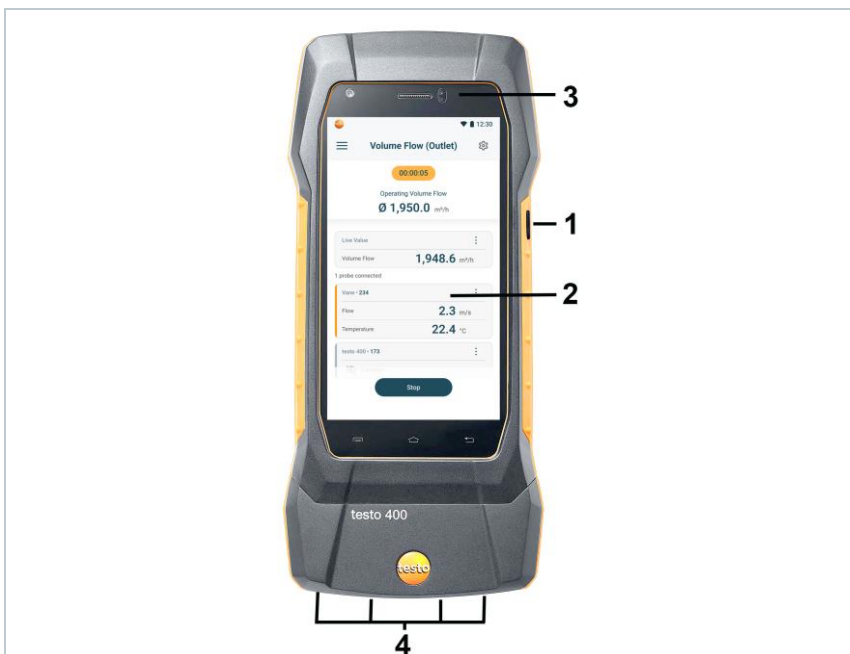 3
12:30
Volume Flow (Outlet)
00:00:05
Operating Volume Flow
Ø 1,950.0 m³/h
1
Live Value
Volume Flow 1,948.6 m³/h
1 probe connected
2
Vane - 234
Flow 2.3 m/s
Temperature 22.4 °C
testo 400 - 173
Stop
testo 400
testo
4